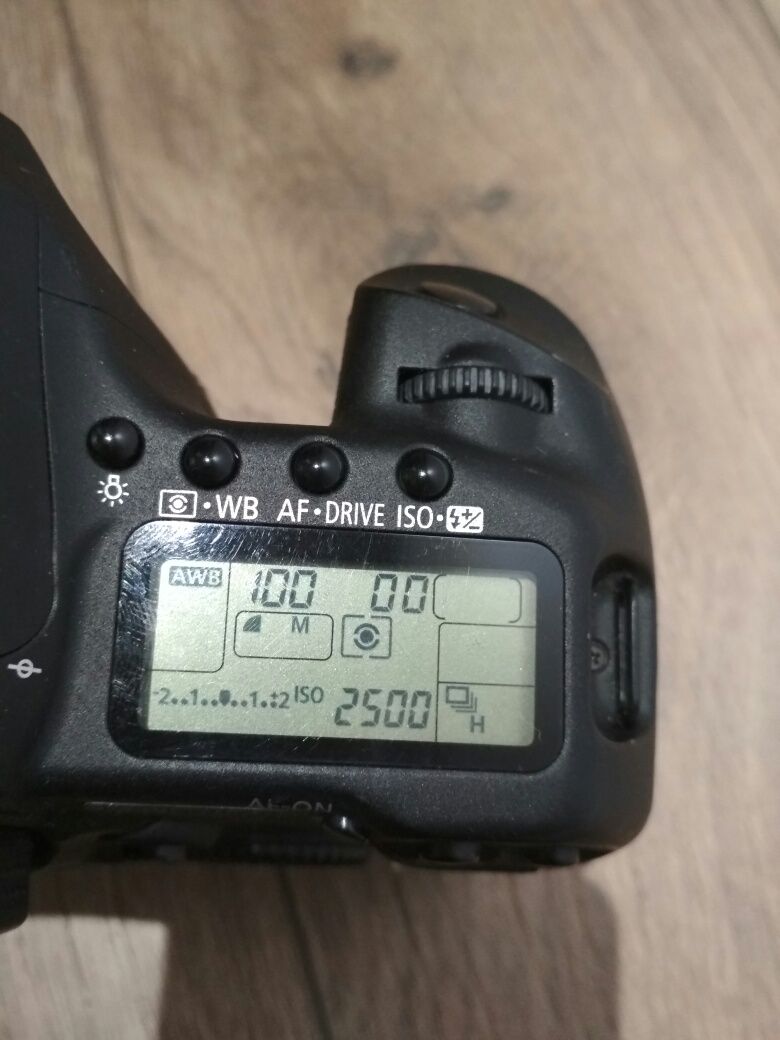 WB AF•DRIVE ISO•
AWB 100 00
M
-2..1..0..1.:2 ISO 2500
H